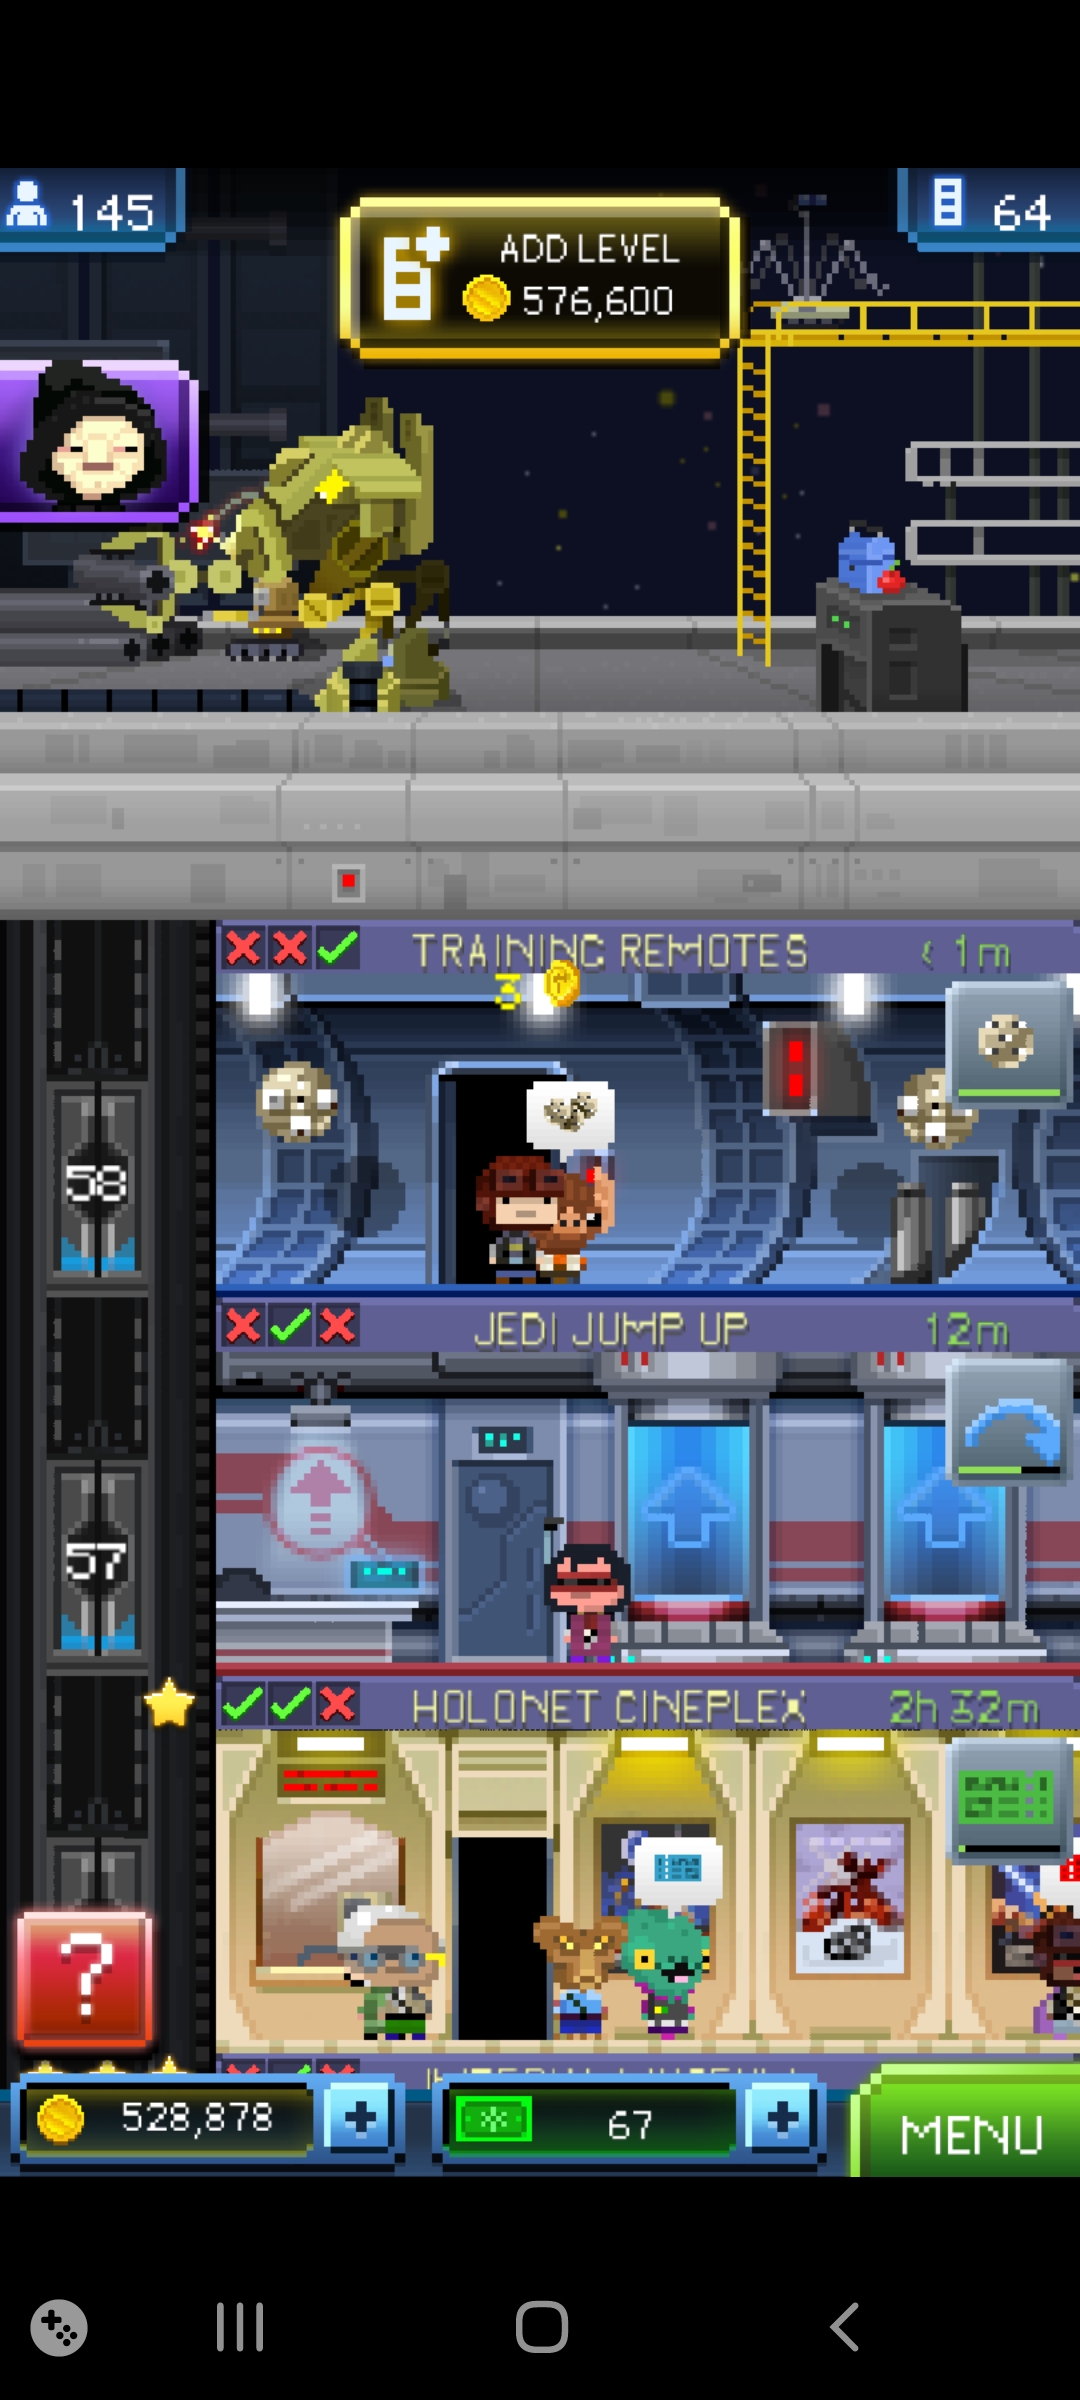 145
ADD LEVEL
576,600
64
TRAINING REMOTES
< 1m
3
58
JEDI JUMP UP
12m
57
HOLONET CINEPLEX
2h 32m
?
528,878
67
MENU